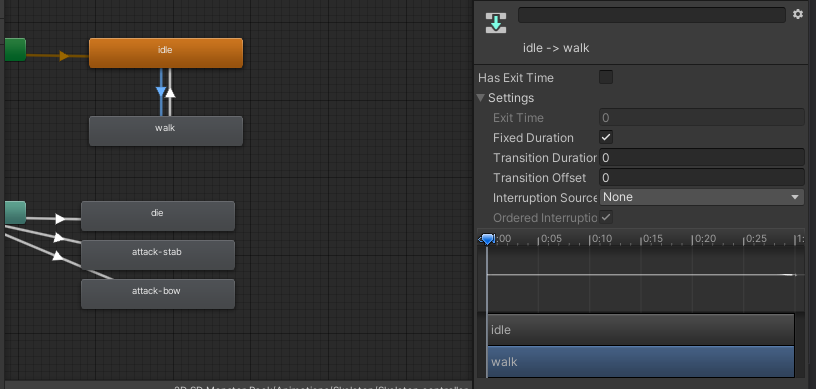 idle
walk
die
attack-stab
attack-bow
idle -> walk
Has Exit Time
Settings
Exit Time 0
Fixed Duration
Transition Duration 0
Transition Offset 0
Interruption Source None
Ordered Interruptio
0:00 0:05 0:10 0:15 0:20 0:25 1:
idle
walk